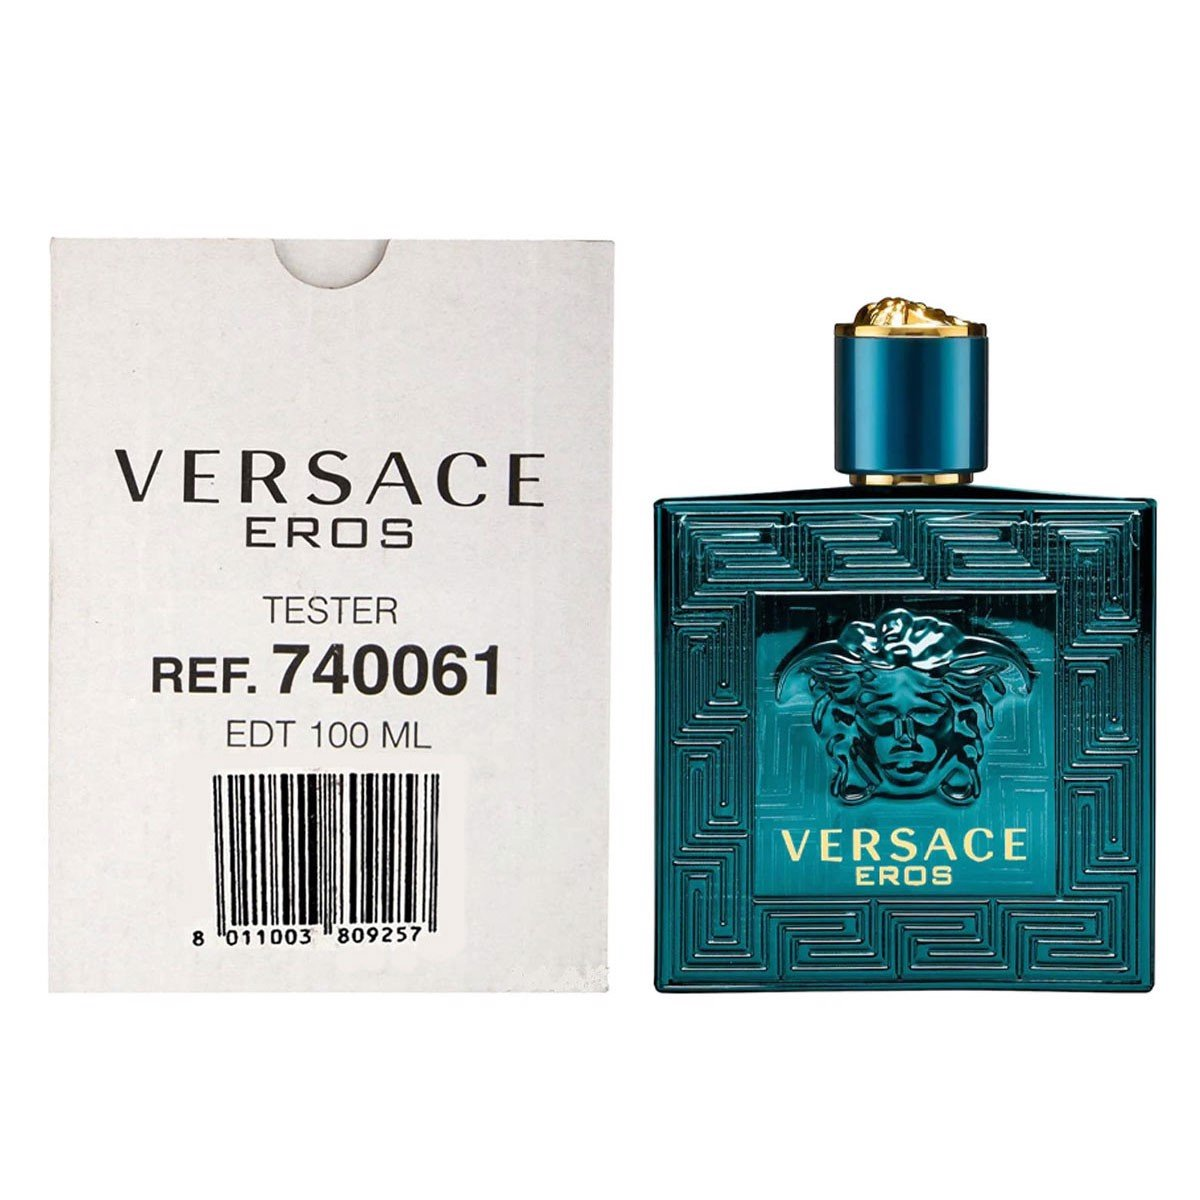 VERSACE
EROS
TESTER
REF. 740061
EDT 100 ML
8 011003 809257
VERSACE
EROS